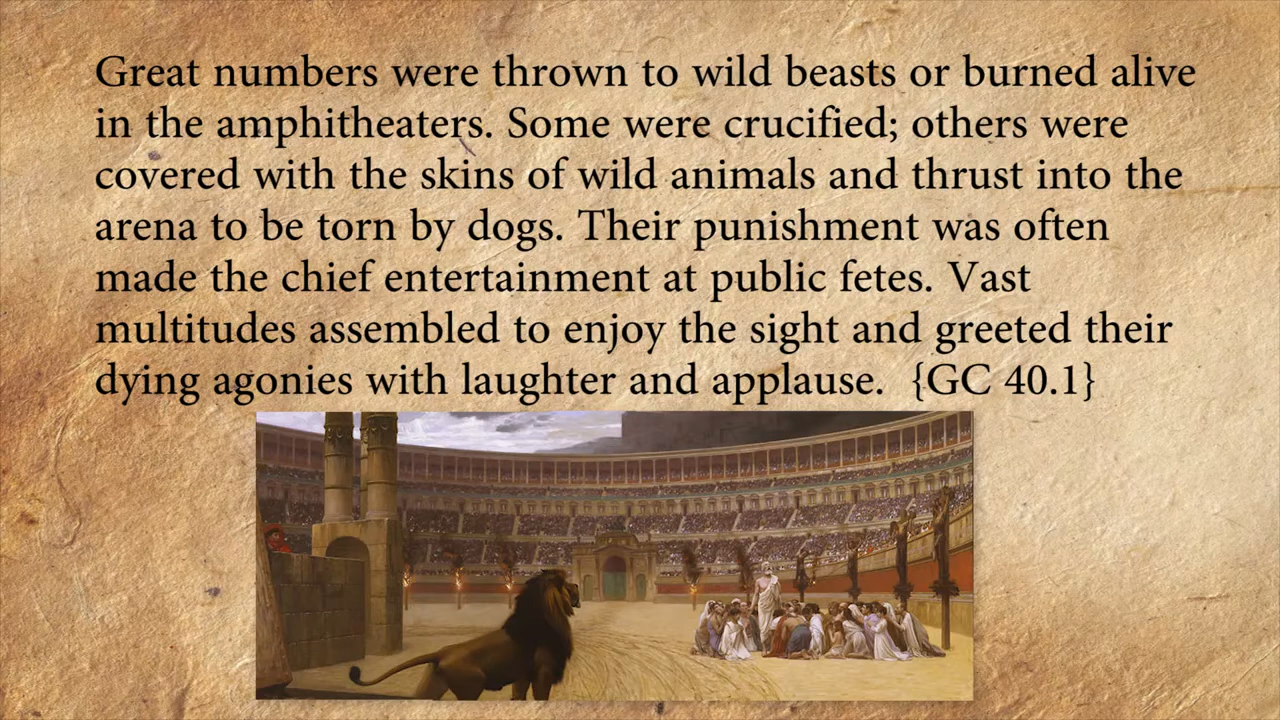 Great numbers were thrown to wild beasts or burned alive
in the amphitheaters. Some were crucified; others were
covered with the skins of wild animals and thrust into the
arena to be torn by dogs. Their punishment was often
made the chief entertainment at public fetes. Vast
multitudes assembled to enjoy the sight and greeted their
dying agonies with laughter and applause. {GC 40.1}